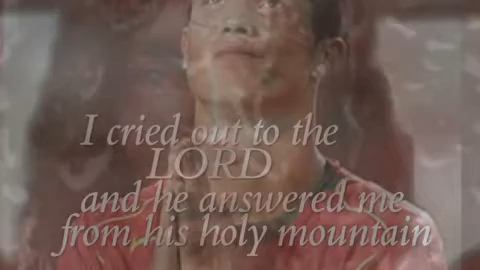 I cried out to the
LORD
and he answered me
from his holy mountain